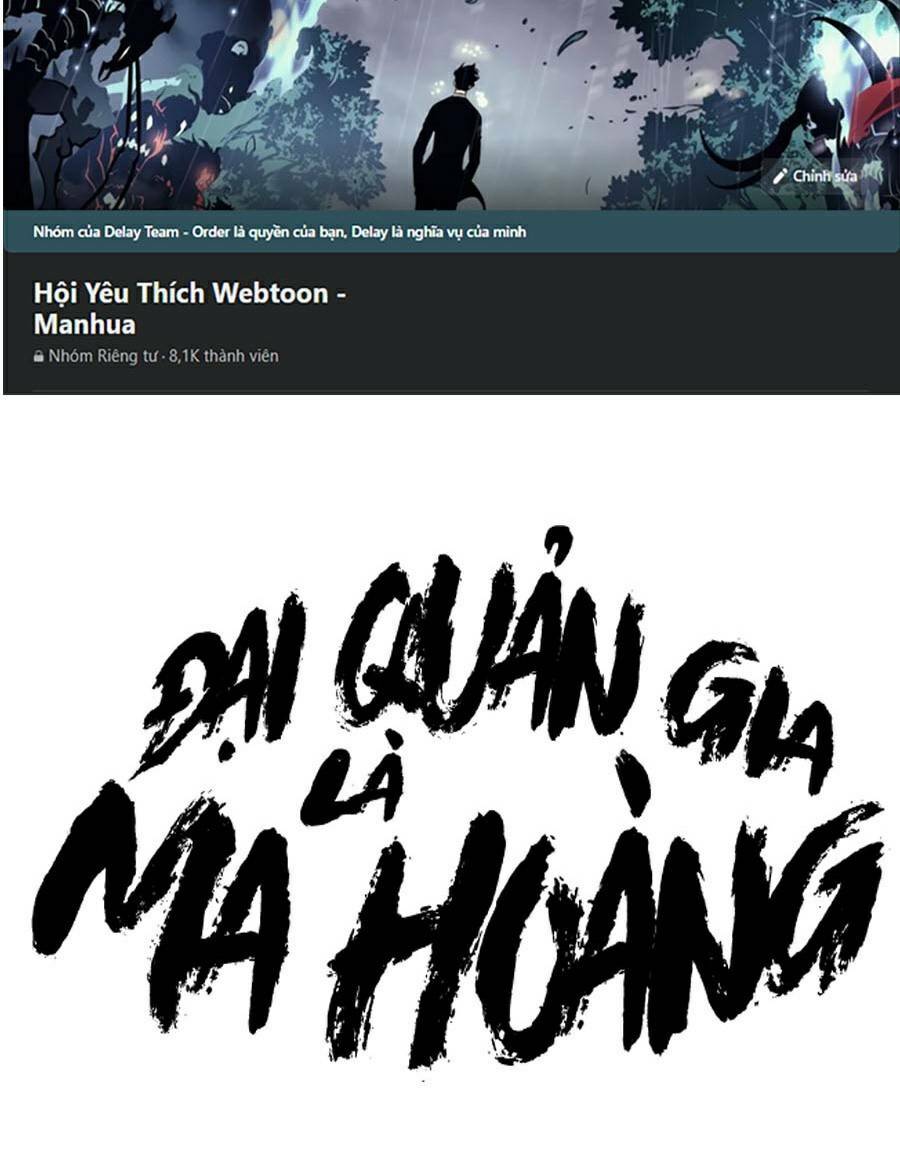 Chỉnh sửa
Nhóm của Delay Team - Order là quyền của bạn, Delay là nghĩa vụ của mình
Hội Yêu Thích Webtoon -
Manhua
Nhóm Riêng tư · 8,1K thành viên
ĐẠI QUẢN GIA
LÀ
MA HOÀNG